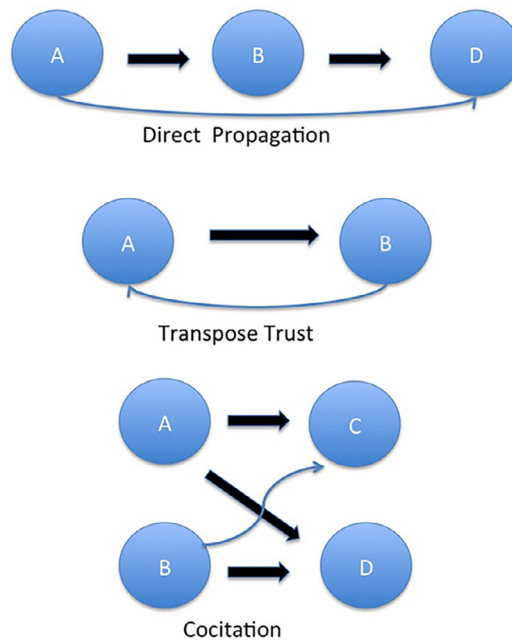 A B D
Direct Propagation
A B
Transpose Trust
A C
B D
Cocitation